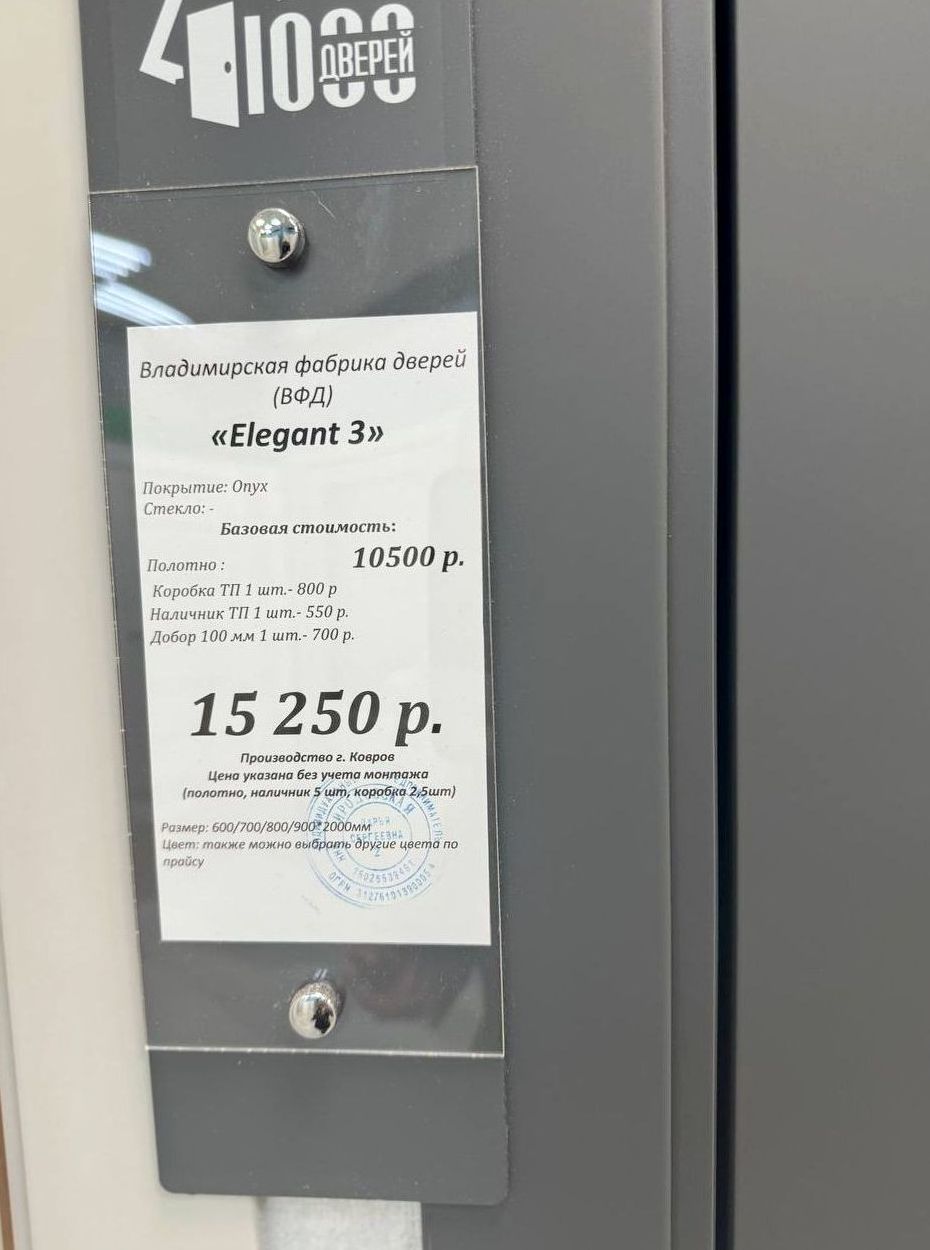 1000
ДВЕРЕЙ
Владимирская фабрика дверей
(ВФД)
«Elegant 3»
Покрытие: Onyx
Стекло: -
Базовая стоимость:
Полотно : 10500 р.
Коробка ТП 1 шт.- 800 р
Наличник ТП 1 шт.- 550 р.
Добор 100 мм 1 шт.- 700 р.
15 250 р.
Производство г. Ковров
Цена указана без учета монтажа
(полотно, наличник 5 шт, коробка 2,5шт)
Размер: 600/700/800/900*2000мм
Цвет: также можно выбрать другие цвета по
прайсу
ДАРЬЯ
СЕРГЕЕВНА